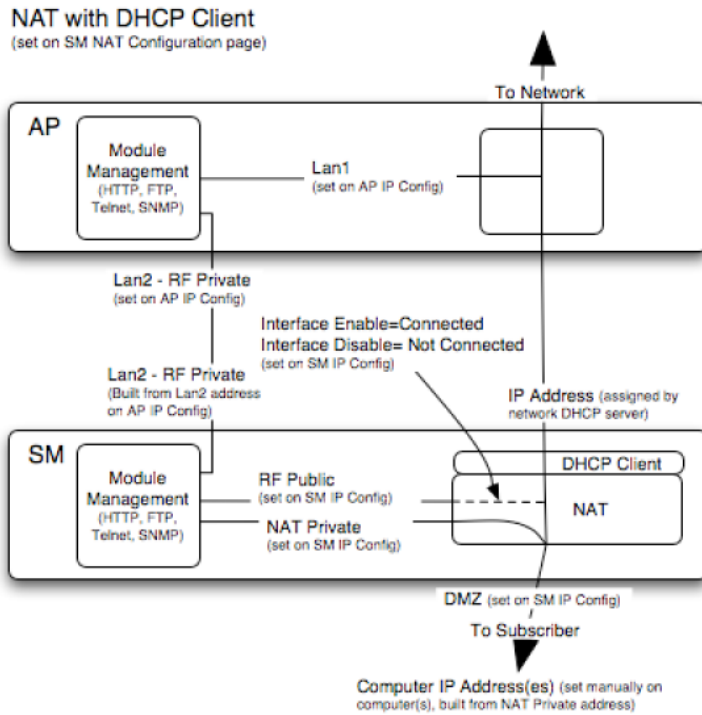 NAT with DHCP Client
(set on SM NAT Configuration page)
To Network
AP
Module
Management
(HTTP, FTP,
Telnet, SNMP)
Lan1
(set on AP IP Config)
Lan2 - RF Private
(set on AP IP Config)
Interface Enable=Connected
Interface Disable= Not Connected
(set on SM IP Config)
Lan2 - RF Private
(Built from Lan2 address
on AP IP Config)
IP Address (assigned by
network DHCP server)
SM
Module
Management
(HTTP, FTP,
Telnet, SNMP)
RF Public
(set on SM IP Config)
NAT Private
(set on SM IP Config)
DHCP Client
NAT
DMZ (set on SM IP Config)
To Subscriber
Computer IP Address(es) (set manually on
computer(s), built from NAT Private address)